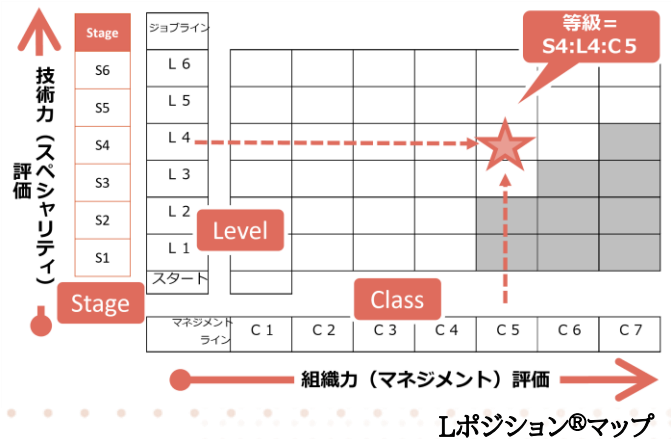 技術力（スペシャリティ）
評価
Stage
S6
S5
S4
S3
S2
S1
Stage
ジョブライン
L 6
L 5
L 4
L 3
L 2
L 1
スタート
Level
等級＝
S4:L4:C５
Class
マネジメント
ライン
C 1
C 2
C 3
C 4
C 5
C 6
C 7
組織力（マネジメント）評価
Lポジション®マップ